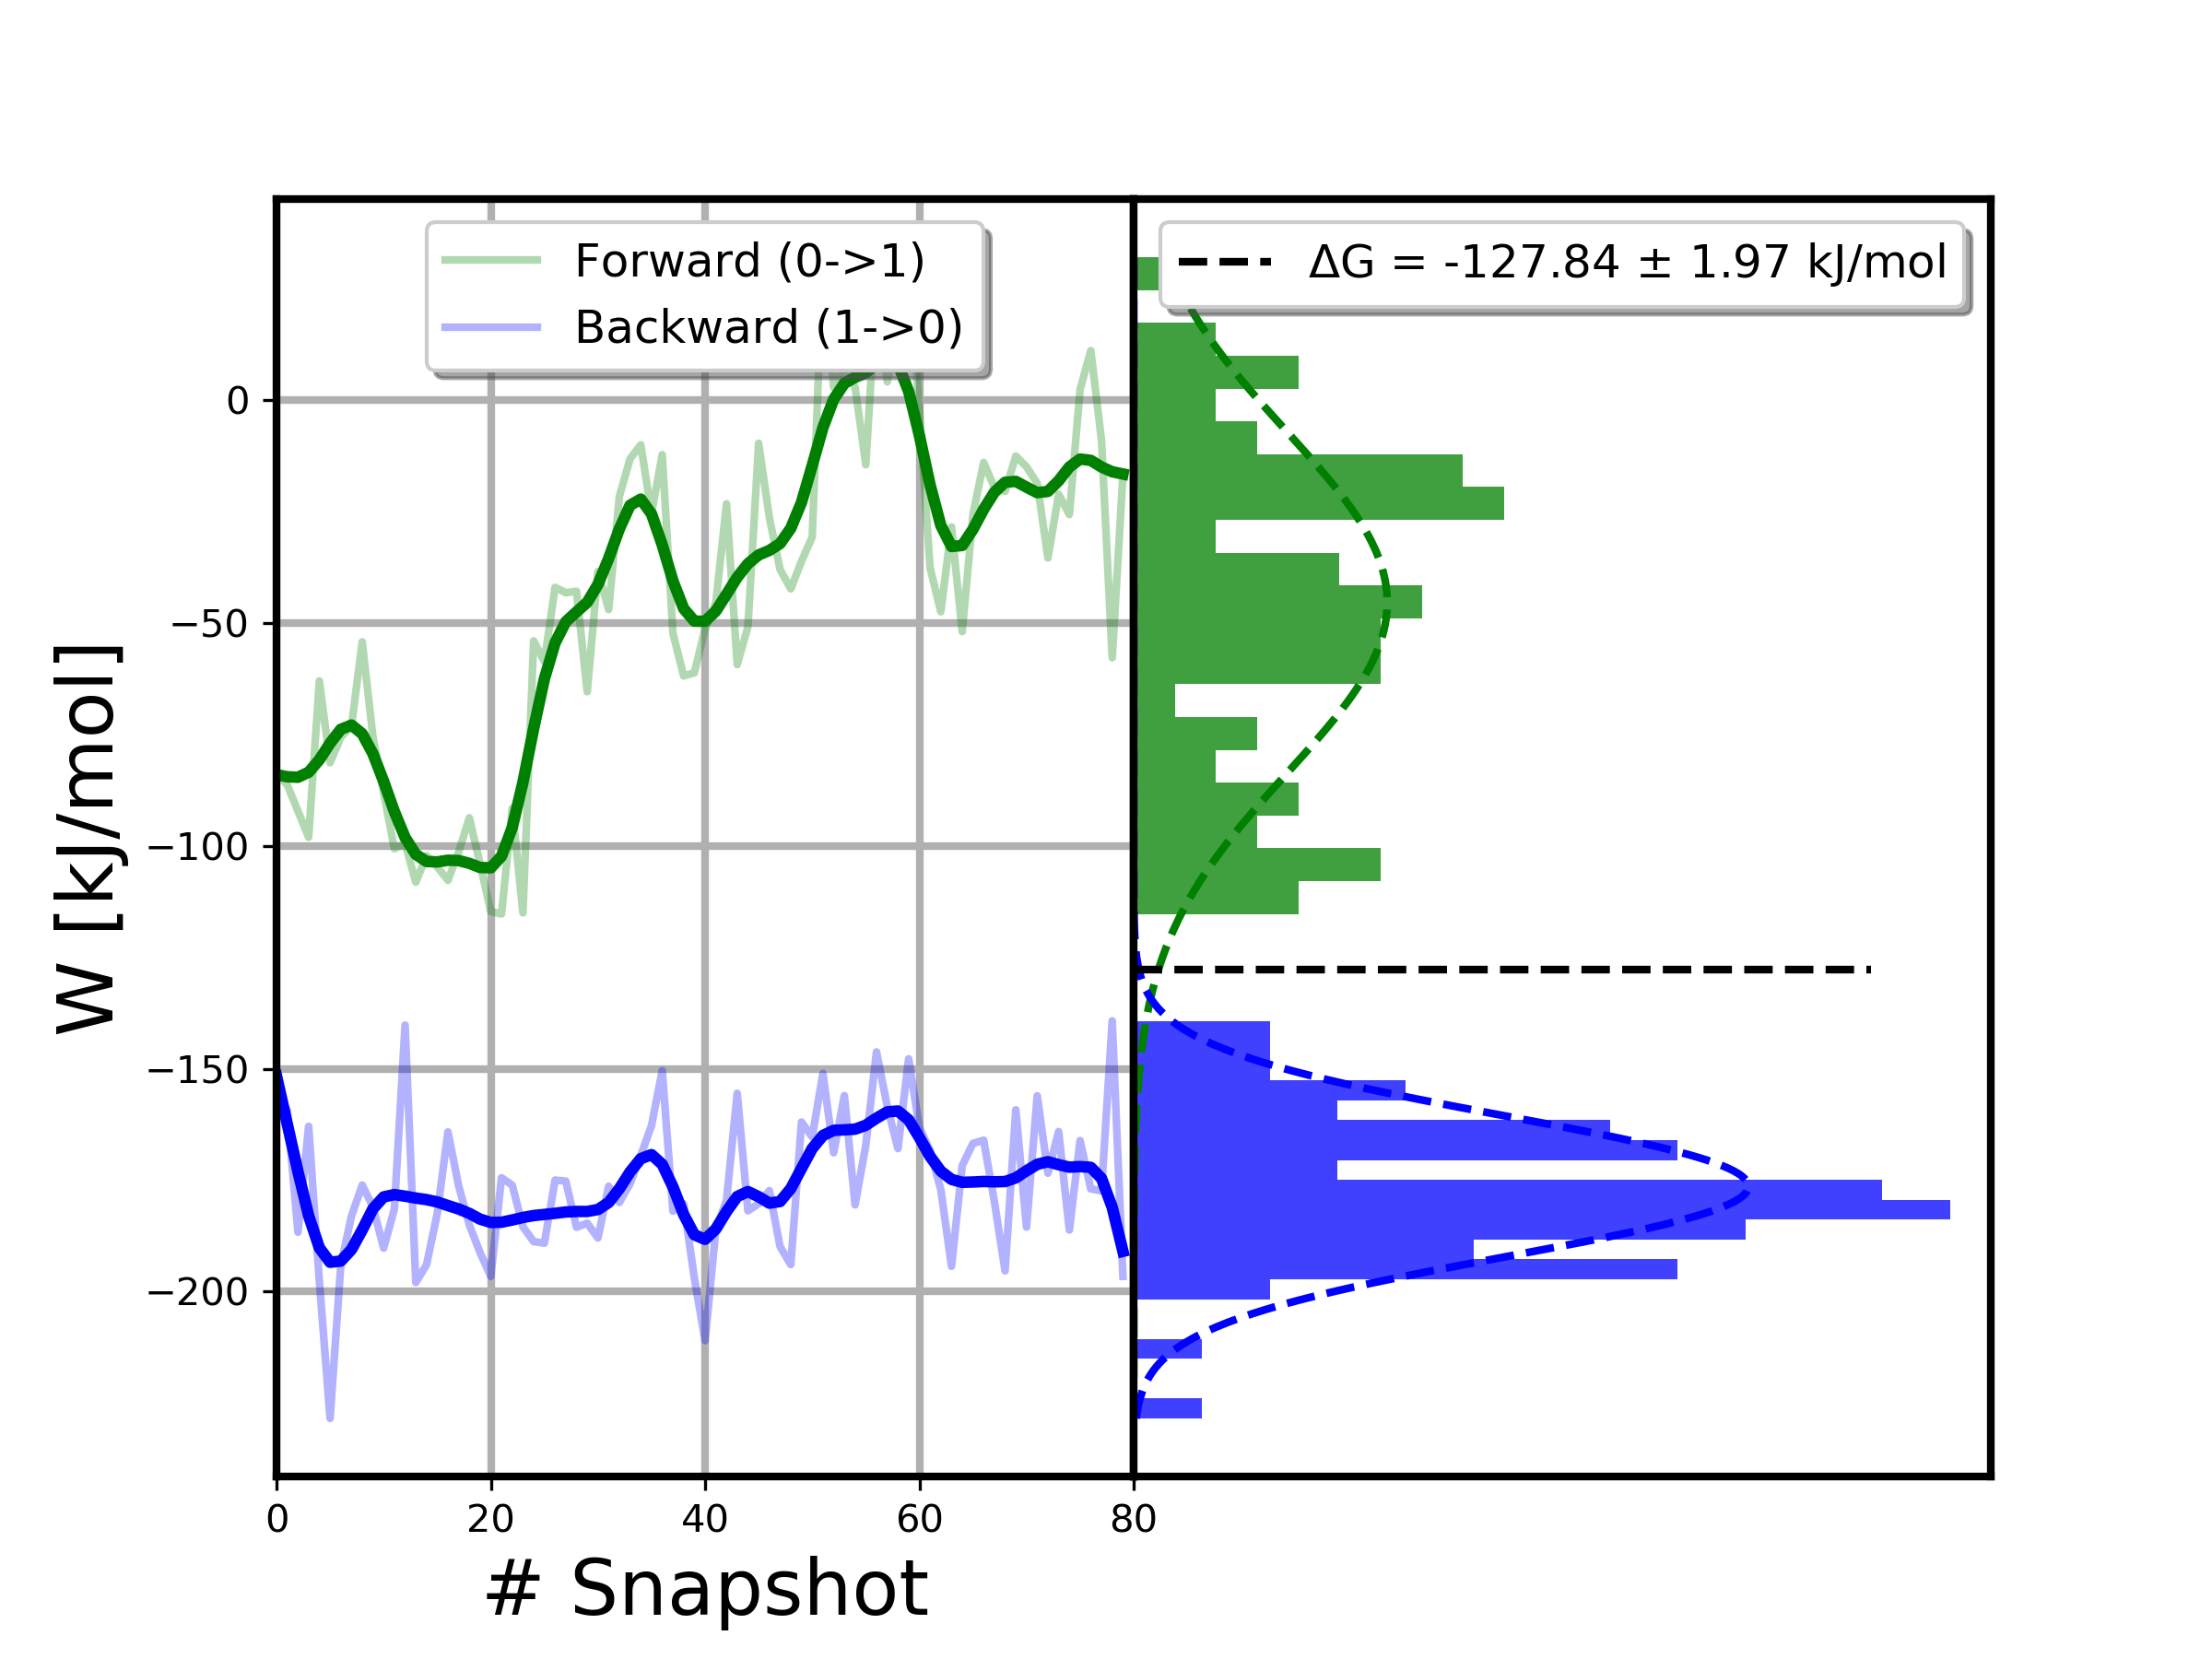 Forward (0->1)
Backward (1->0)
ΔG = -127.84 ± 1.97 kJ/mol
W [kJ/mol]
0
−50
−100
−150
−200
0 20 40 60 80
# Snapshot